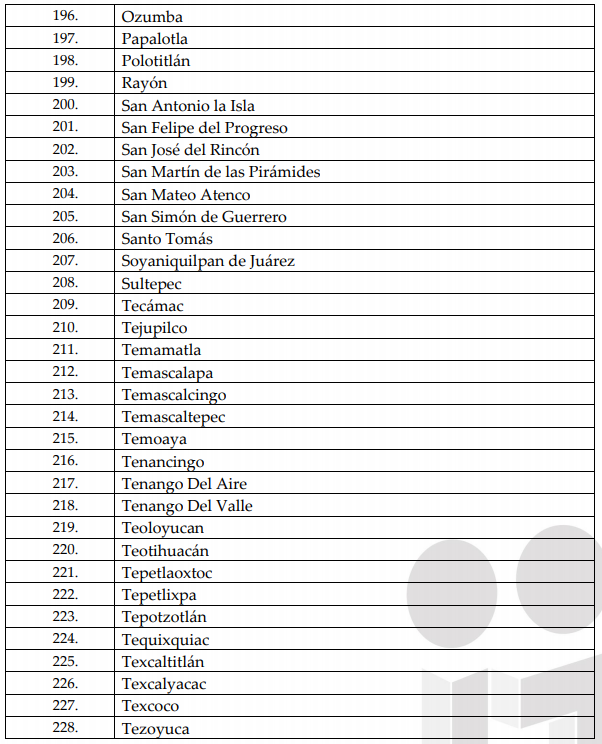 196. Ozumba
197. Papalotla
198. Polotitlán
199. Rayón
200. San Antonio la Isla
201. San Felipe del Progreso
202. San José del Rincón
203. San Martín de las Pirámides
204. San Mateo Atenco
205. San Simón de Guerrero
206. Santo Tomás
207. Soyaniquilpan de Juárez
208. Sultepec
209. Tecámac
210. Tejupilco
211. Temamatla
212. Temascalapa
213. Temascalcingo
214. Temascaltepec
215. Temoaya
216. Tenancingo
217. Tenango Del Aire
218. Tenango Del Valle
219. Teoloyucan
220. Teotihuacán
221. Tepetlaoxtoc
222. Tepetlixpa
223. Tepotzotlán
224. Tequixquiac
225. Texcaltitlán
226. Texcalyacac
227. Texcoco
228. Tezoyuca